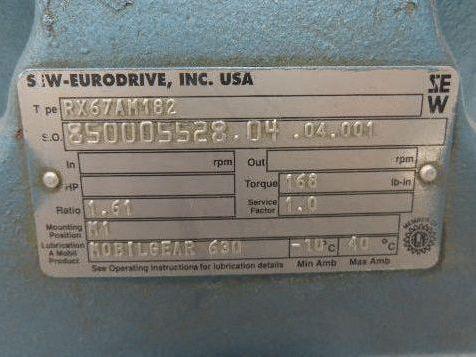 SEW-EURODRIVE, INC. USA
SE
W
Type RX67AM182
S.O. 850005528.04 .04.001
In rpm Out rpm
HP Torque 168 lb-in
Ratio 1.61 Service Factor 1.0
Mounting Position M1
Lubrication A Mobil Product MOBILGEAR 630 -10 °C 40 °C
See Operating Instructions for lubrication details Min Amb Max Amb